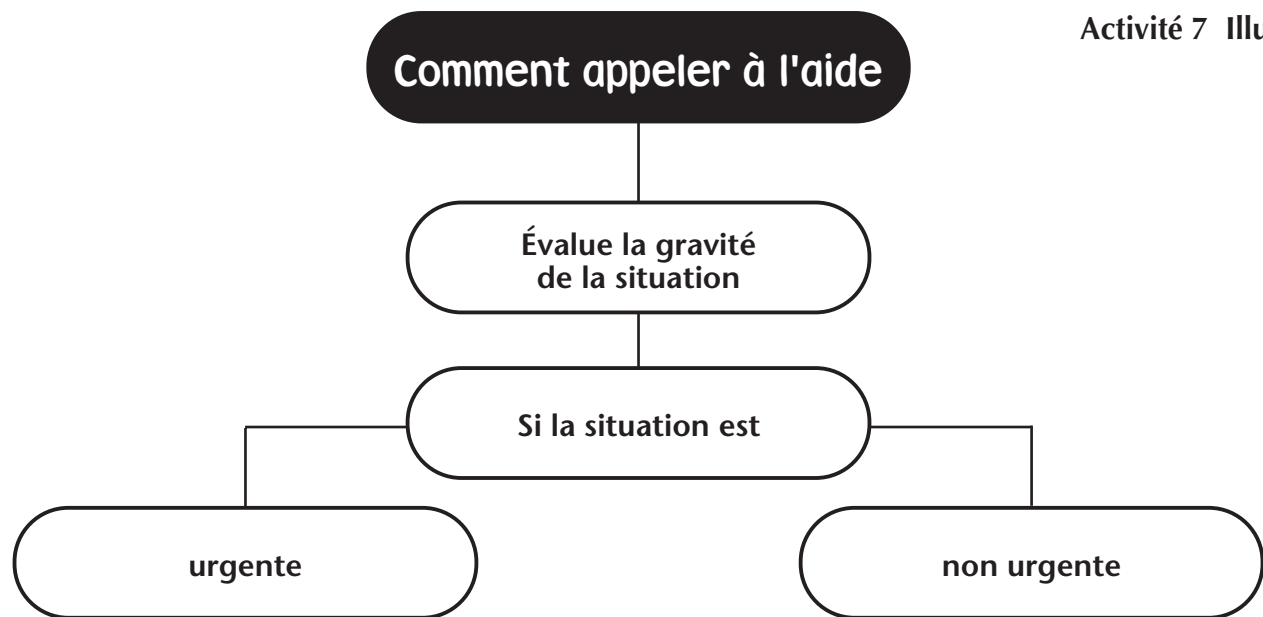 Activité 7 Illu
Comment appeler à l'aide
Évalue la gravité
de la situation
Si la situation est
urgente
non urgente